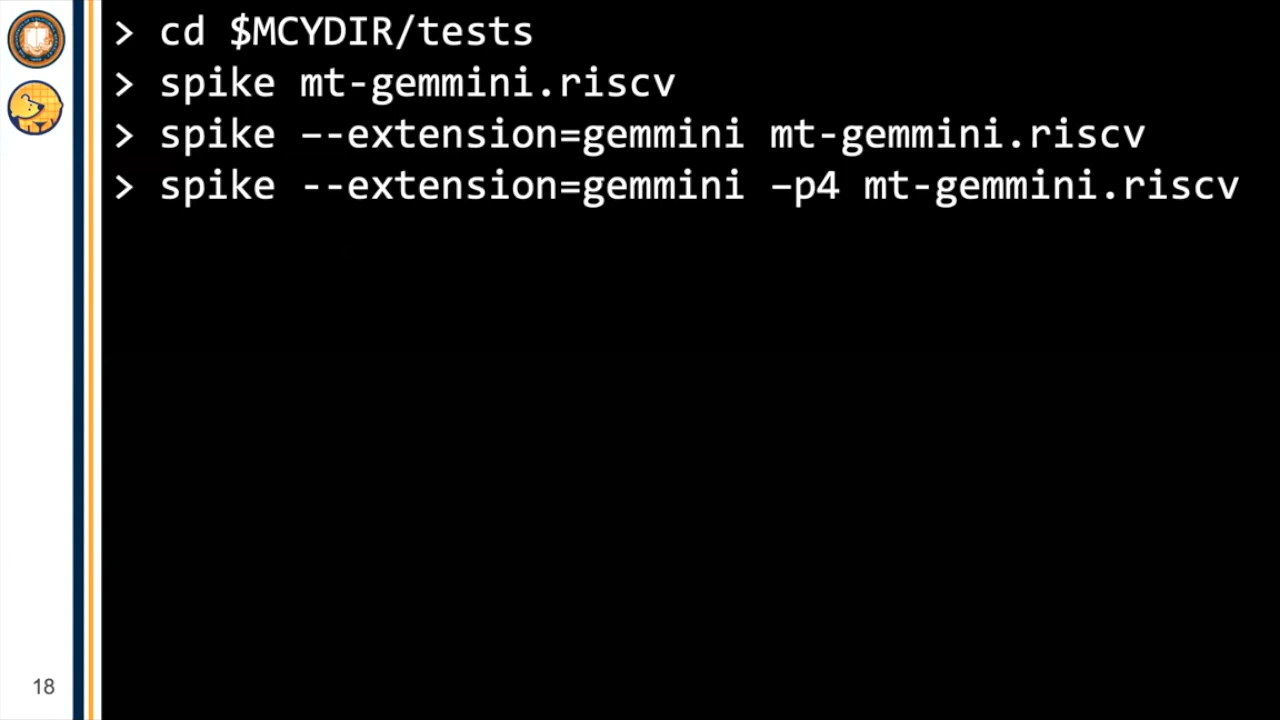 > cd $MCYDIR/tests
> spike mt-gemmini.riscv
> spike –-extension=gemmini mt-gemmini.riscv
> spike --extension=gemmini –p4 mt-gemmini.riscv
18